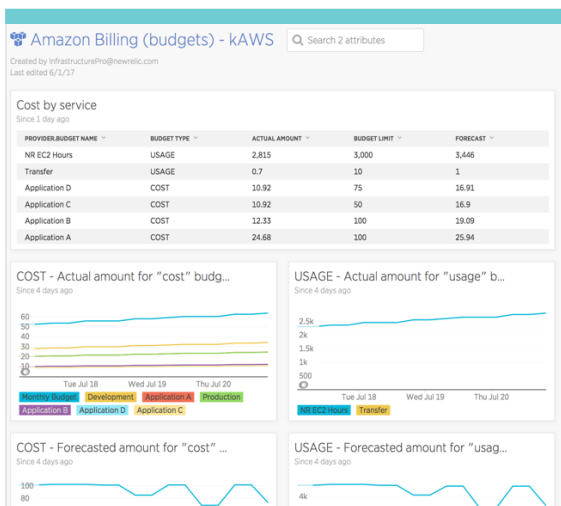 Amazon Billing (budgets) - kAWS
Search 2 attributes
Created by InfrastructurePro@newrelic.com
Last edited 6/1/17
Cost by service
Since 1 day ago
PROVIDER.BUDGET NAME BUDGET TYPE ACTUAL AMOUNT BUDGET LIMIT FORECAST
NR EC2 Hours USAGE 2,815 3,000 3,446
Transfer USAGE 0.7 10 1
Application D COST 10.92 75 16.91
Application C COST 10.92 50 16.9
Application B COST 12.33 100 19.09
Application A COST 24.68 100 25.94
COST - Actual amount for "cost" budg...
Since 4 days ago
60
50
40
30
20
10
0
Tue Jul 18 Wed Jul 19 Thu Jul 20
Monthly Budget Development Application A Production
Application B Application D Application C
USAGE - Actual amount for "usage" b...
Since 4 days ago
2.5k
2k
1.5k
1k
500
0
Tue Jul 18 Wed Jul 19 Thu Jul 20
NR EC2 Hours Transfer
COST - Forecasted amount for "cost" ...
Since 4 days ago
100
80
USAGE - Forecasted amount for "usag...
Since 4 days ago
4k